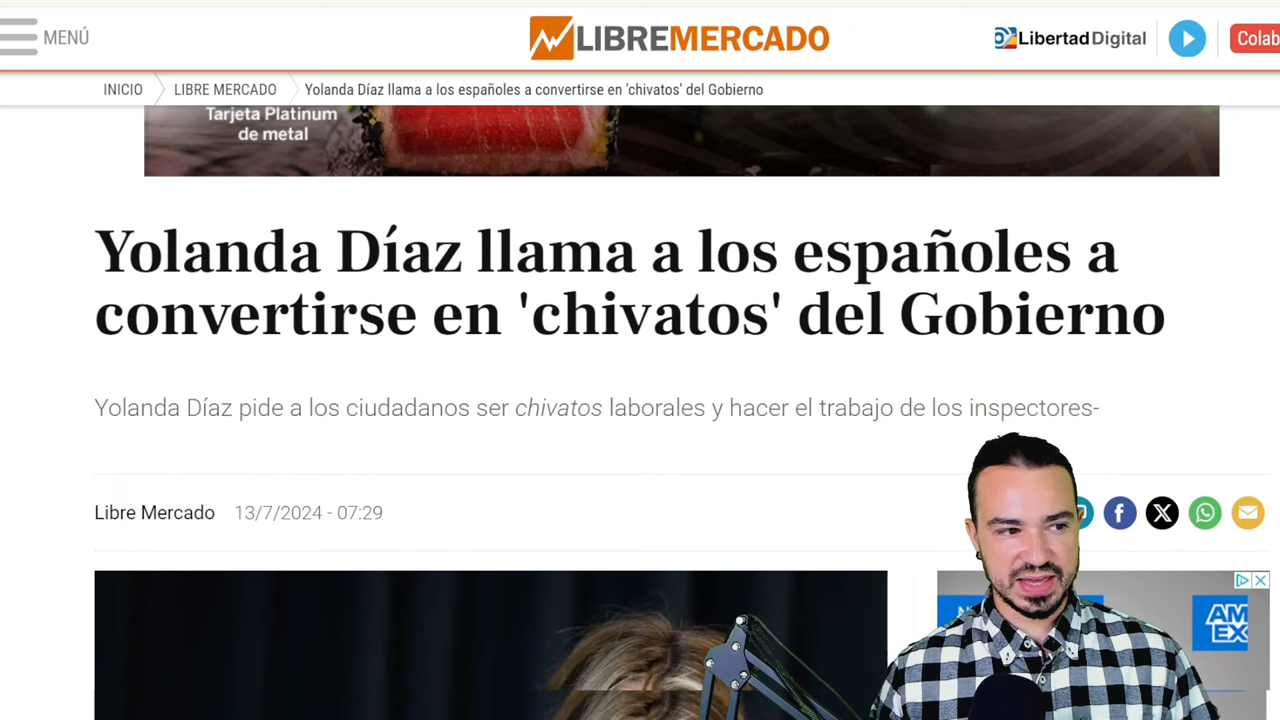 MENÚ
LIBREMERCADO
LibertadDigital
Colab
INICIO
LIBRE MERCADO
Yolanda Díaz llama a los españoles a convertirse en 'chivatos' del Gobierno
Tarjeta Platinum
de metal
Yolanda Díaz llama a los españoles a
convertirse en 'chivatos' del Gobierno
Yolanda Díaz pide a los ciudadanos ser chivatos laborales y hacer el trabajo de los inspectores-
Libre Mercado
13/7/2024 - 07:29
AM
EX